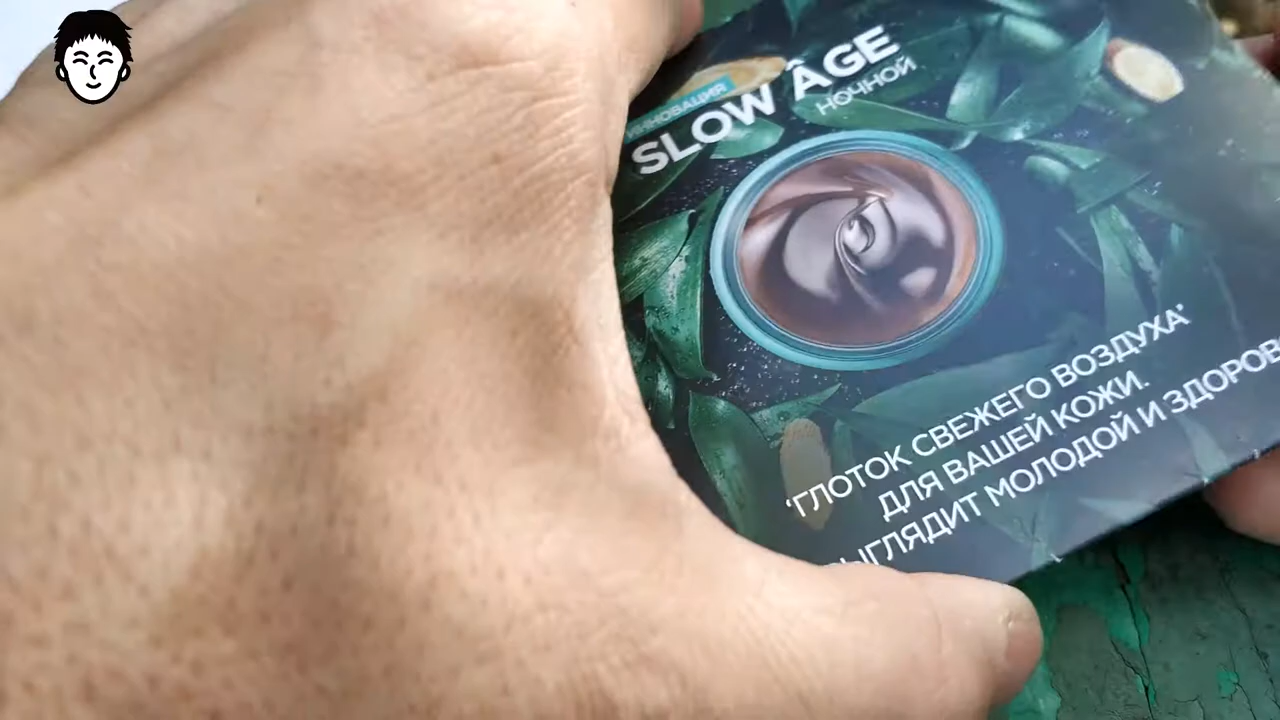 ИННОВАЦИЯ
SLOW ÂGE
НОЧНОЙ
‘ГЛОТОК СВЕЖЕГО ВОЗДУХА’
ДЛЯ ВАШЕЙ КОЖИ.
ЫГЛЯДИТ МОЛОДОЙ И ЗДОРОВ